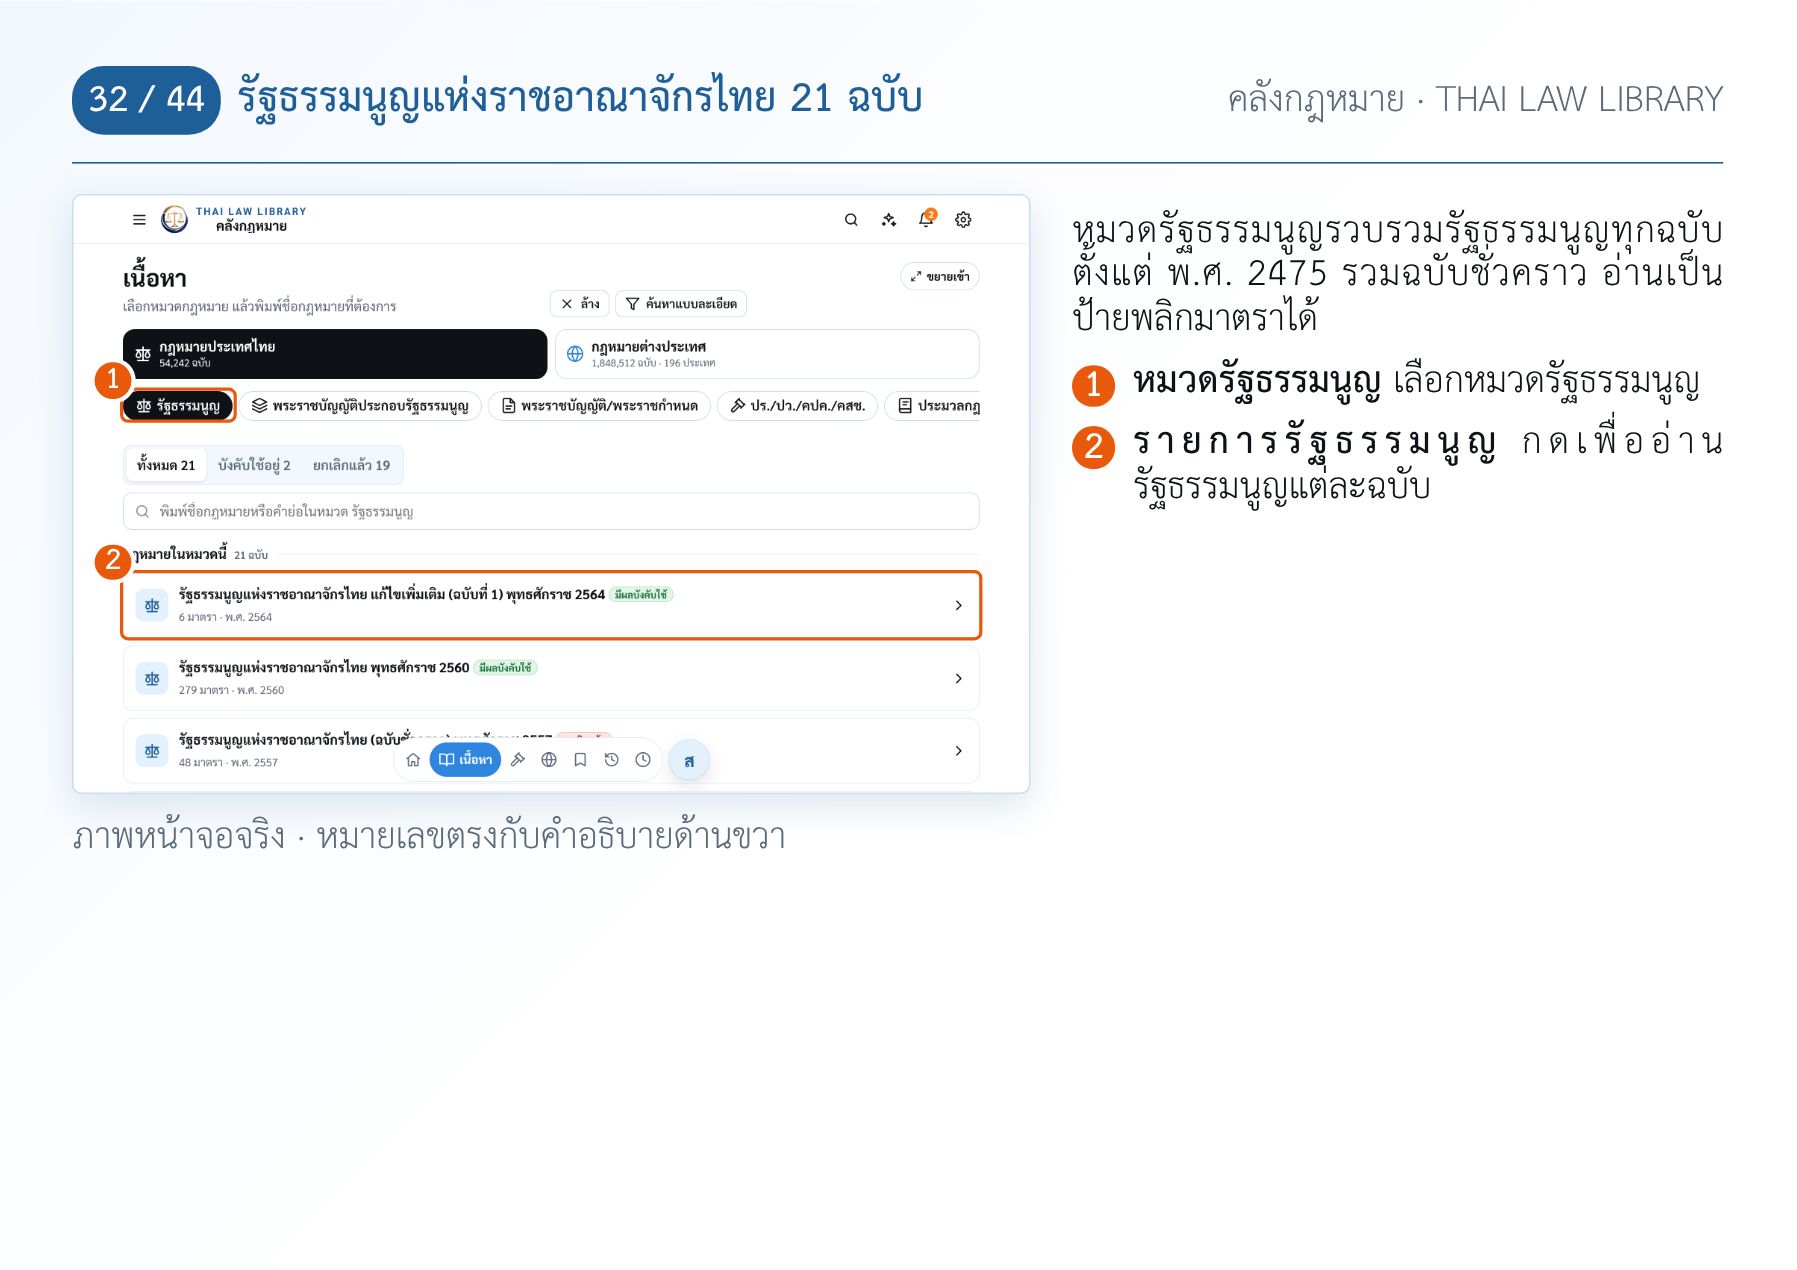 32 / 44 รัฐธรรมนูญแห่งราชอาณาจักรไทย 21 ฉบับ
คลังกฎหมาย · THAI LAW LIBRARY
THAI LAW LIBRARY
คลังกฎหมาย
2
เนื้อหา
ขยายเข้า
เลือกหมวดกฎหมาย แล้วพิมพ์ชื่อกฎหมายที่ต้องการ
ล้าง ค้นหาแบบละเอียด
กฎหมายประเทศไทย
54,242 ฉบับ
กฎหมายต่างประเทศ
1,848,512 ฉบับ · 196 ประเทศ
1
รัฐธรรมนูญ พระราชบัญญัติประกอบรัฐธรรมนูญ พระราชบัญญัติ/พระราชกำหนด ปร./ปว./คปค./คสช. ประมวลกฎ
ทั้งหมด 21 บังคับใช้อยู่ 2 ยกเลิกแล้ว 19
พิมพ์ชื่อกฎหมายหรือคำย่อในหมวด รัฐธรรมนูญ
2
ฎหมายในหมวดนี้ 21 ฉบับ
รัฐธรรมนูญแห่งราชอาณาจักรไทย แก้ไขเพิ่มเติม (ฉบับที่ 1) พุทธศักราช 2564 มีผลบังคับใช้
6 มาตรา · พ.ศ. 2564
รัฐธรรมนูญแห่งราชอาณาจักรไทย พุทธศักราช 2560 มีผลบังคับใช้
279 มาตรา · พ.ศ. 2560
รัฐธรรมนูญแห่งราชอาณาจักรไทย
48 มาตรา · พ.ศ. 2557
เนื้อหา
ส
ภาพหน้าจอจริง · หมายเลขตรงกับคำอธิบายด้านขวา
หมวดรัฐธรรมนูญรวบรวมรัฐธรรมนูญทุกฉบับ
ตั้งแต่ พ.ศ. 2475 รวมฉบับชั่วคราว อ่านเป็น
ป้ายพลิกมาตราได้
1 หมวดรัฐธรรมนูญ เลือกหมวดรัฐธรรมนูญ
2 รายการรัฐธรรมนูญ กดเพื่ออ่าน
รัฐธรรมนูญแต่ละฉบับ